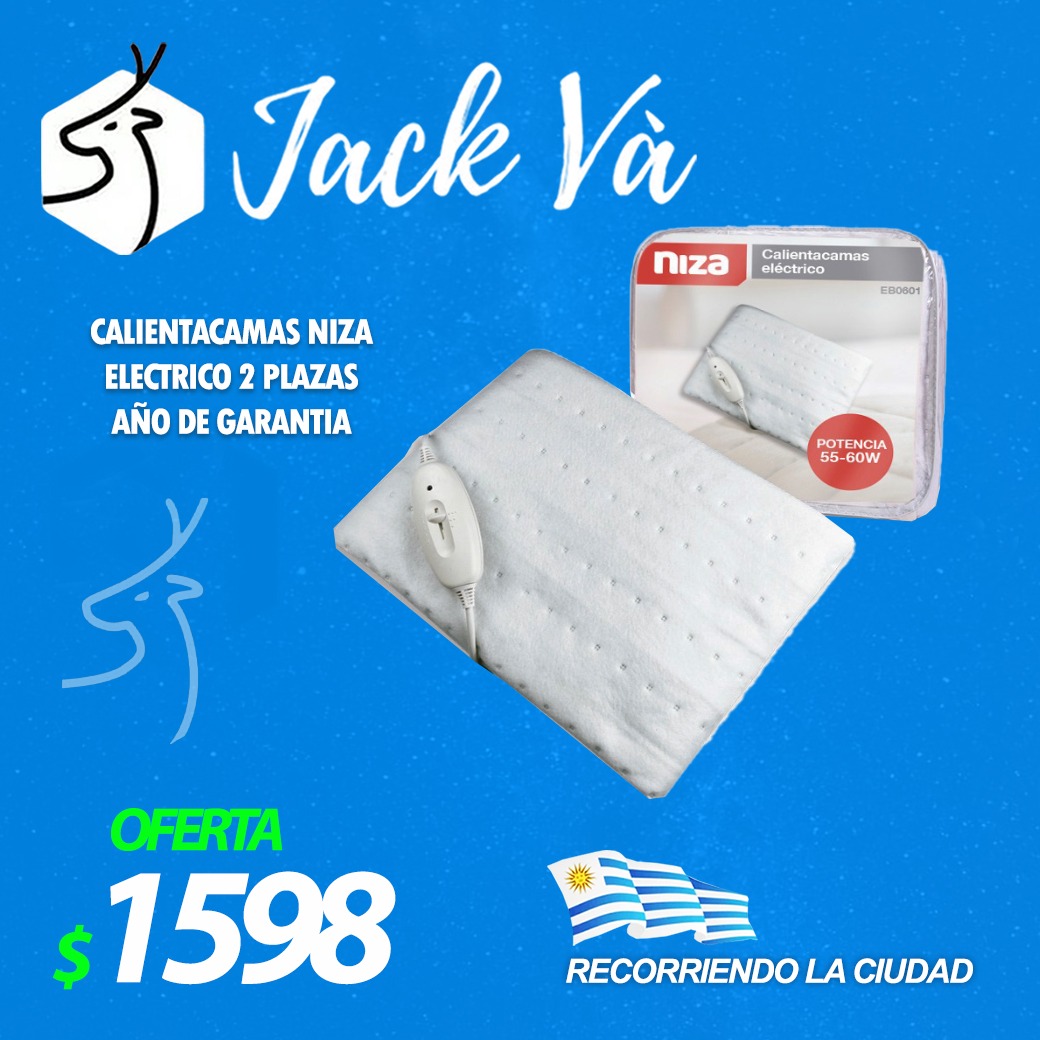 Jack Và
niza
Calientacamas
eléctrico
EB0601
POTENCIA
55-60W
CALIENTACAMAS NIZA
ELECTRICO 2 PLAZAS
AÑO DE GARANTIA
OFERTA
$ 1598
RECORRIENDO LA CIUDAD